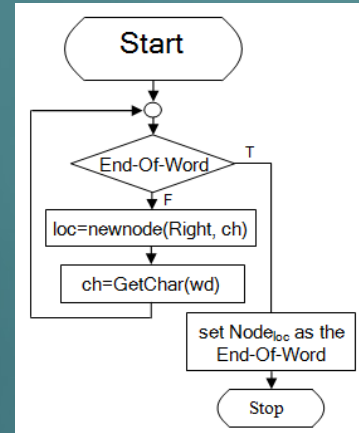 Start
End-Of-Word
T
F
loc=newnode(Right, ch)
ch=GetChar(wd)
set Nodeloc as the
End-Of-Word
Stop